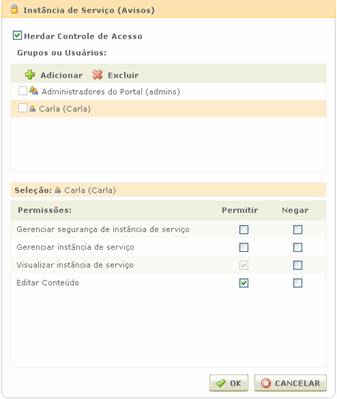 Instância de Serviço (Avisos)
Herdar Controle de Acesso
Grupos ou Usuários:
Adicionar Excluir
Administradores do Portal (admins)
Carla (Carla)
Seleção: Carla (Carla)
Permissões: Permitir Negar
Gerenciar segurança de instância de serviço
Gerenciar instância de serviço
Visualizar instância de serviço
Editar Conteúdo
OK CANCELAR